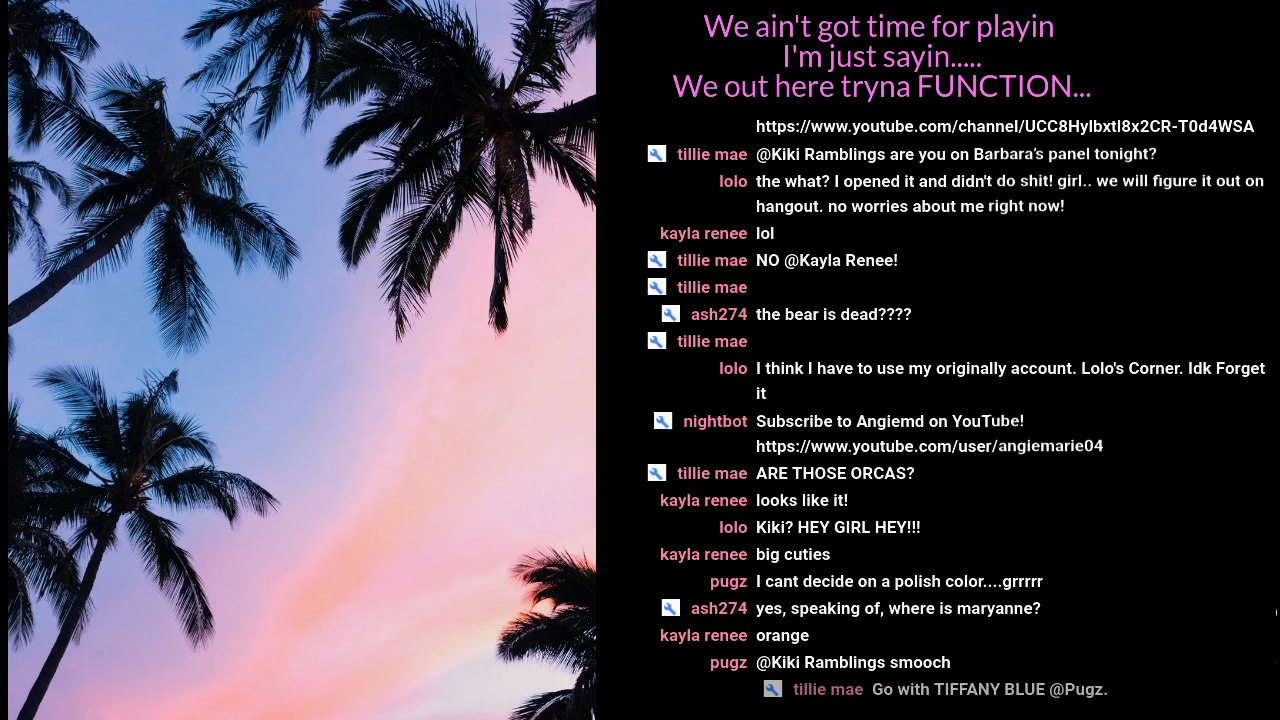 We ain't got time for playin
I'm just sayin.....
We out here tryna FUNCTION...
https://www.youtube.com/channel/UCC8Hylbxtl8x2CR-T0d4WSA
tillie mae @Kiki Ramblings are you on Barbara's panel tonight?
lolo the what? I opened it and didn't do shit! girl.. we will figure it out on
hangout. no worries about me right now!
kayla renee lol
tillie mae NO @Kayla Renee!
tillie mae
ash274 the bear is dead????
tillie mae
lolo I think I have to use my originally account. Lolo's Corner. Idk Forget
it
nightbot Subscribe to Angiemd on YouTube!
https://www.youtube.com/user/angiemarie04
tillie mae ARE THOSE ORCAS?
kayla renee looks like it!
lolo Kiki? HEY GIRL HEY!!!
kayla renee big cuties
pugz I cant decide on a polish color....grrrrr
ash274 yes, speaking of, where is maryanne?
kayla renee orange
pugz @Kiki Ramblings smooch
tillie mae Go with TIFFANY BLUE @Pugz.